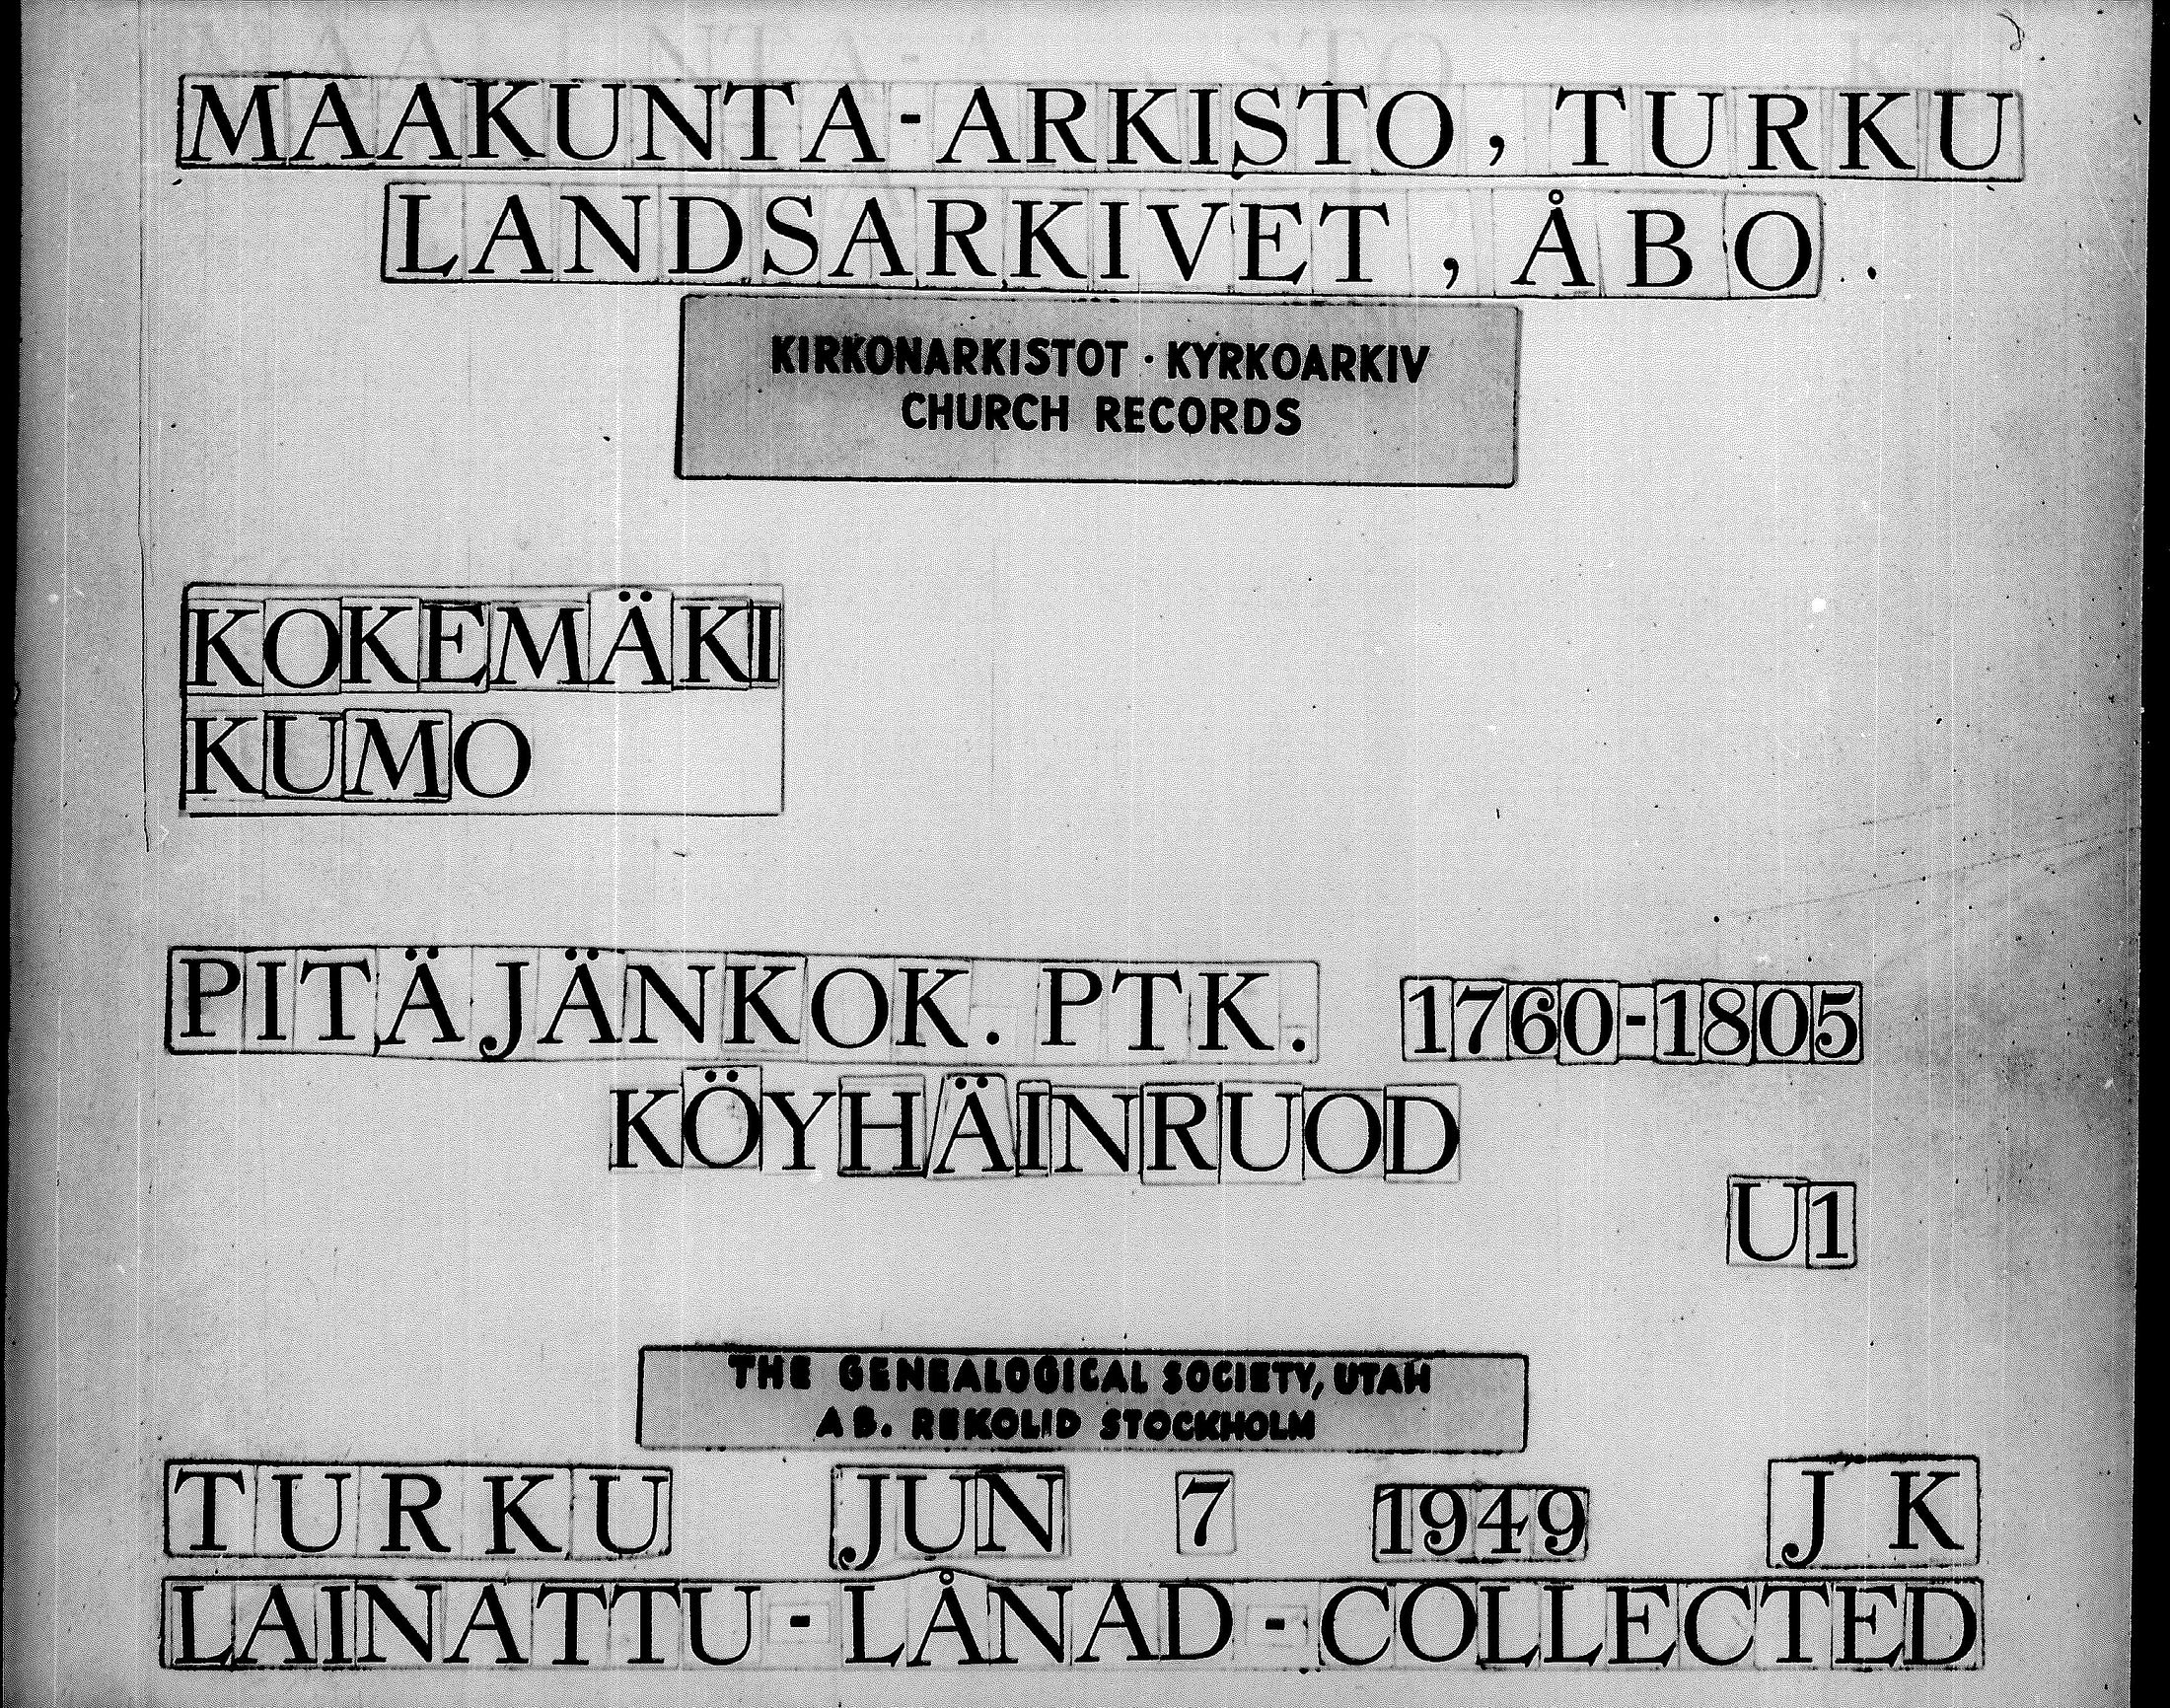 MAAKUNTA-ARKISTO, TURKU
LANDSARKIVET, ÅBO.
KIRKONARKISTOT · KYRKOARKIV
CHURCH RECORDS
KOKEMÄKI
KUMO
PITÄJÄNKOK. PTK. 1760-1805
KÖYHÄINRUOD
U1
THE GENEALOGICAL SOCIETY, UTAH
AB. REKOLID STOCKHOLM
TURKU JUN 7 1949 J K
LAINATTU - LÅNAD - COLLECTED